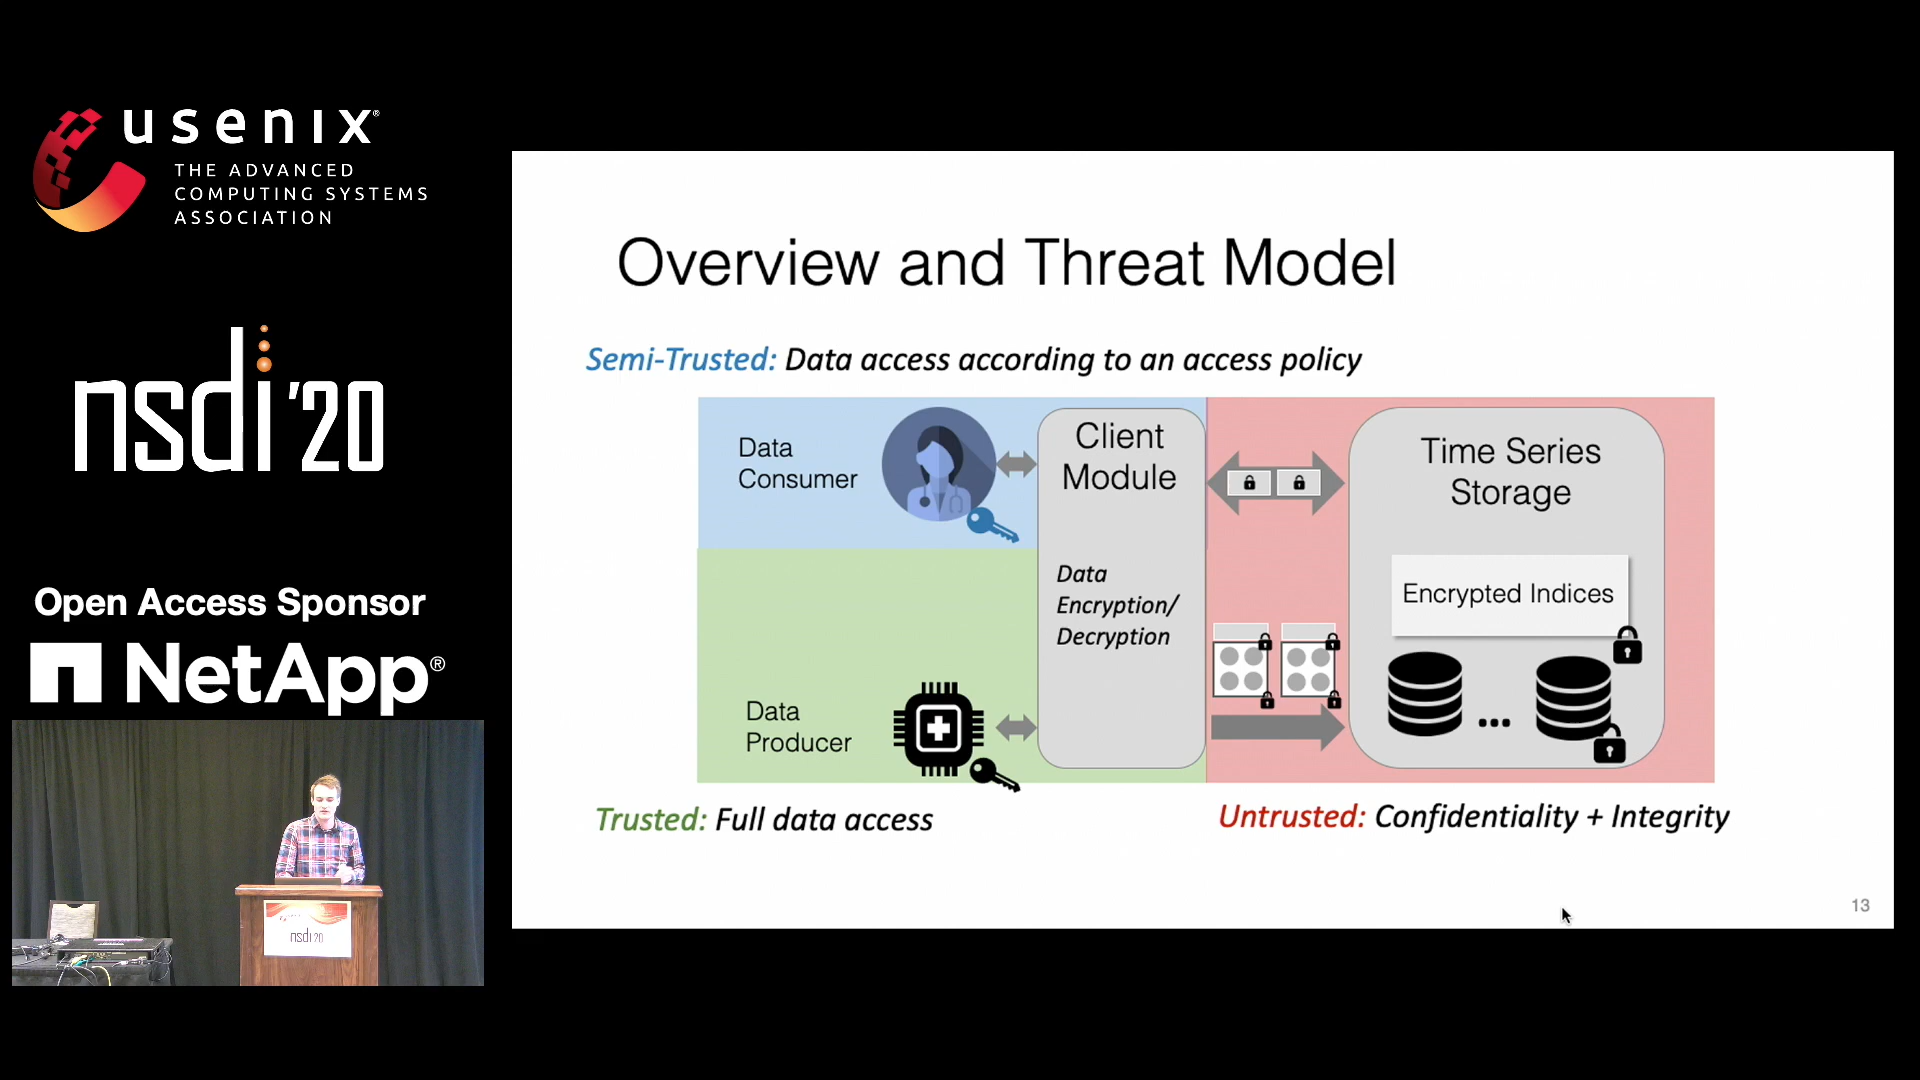 usenix®
THE ADVANCED
COMPUTING SYSTEMS
ASSOCIATION
nsdi '20
Open Access Sponsor
NetApp®
nsdi 20
Overview and Threat Model
Semi-Trusted: Data access according to an access policy
Data
Consumer
Client
Module
Time Series
Storage
Data
Encryption/
Decryption
Encrypted Indices
...
Data
Producer
Trusted: Full data access
Untrusted: Confidentiality + Integrity
13